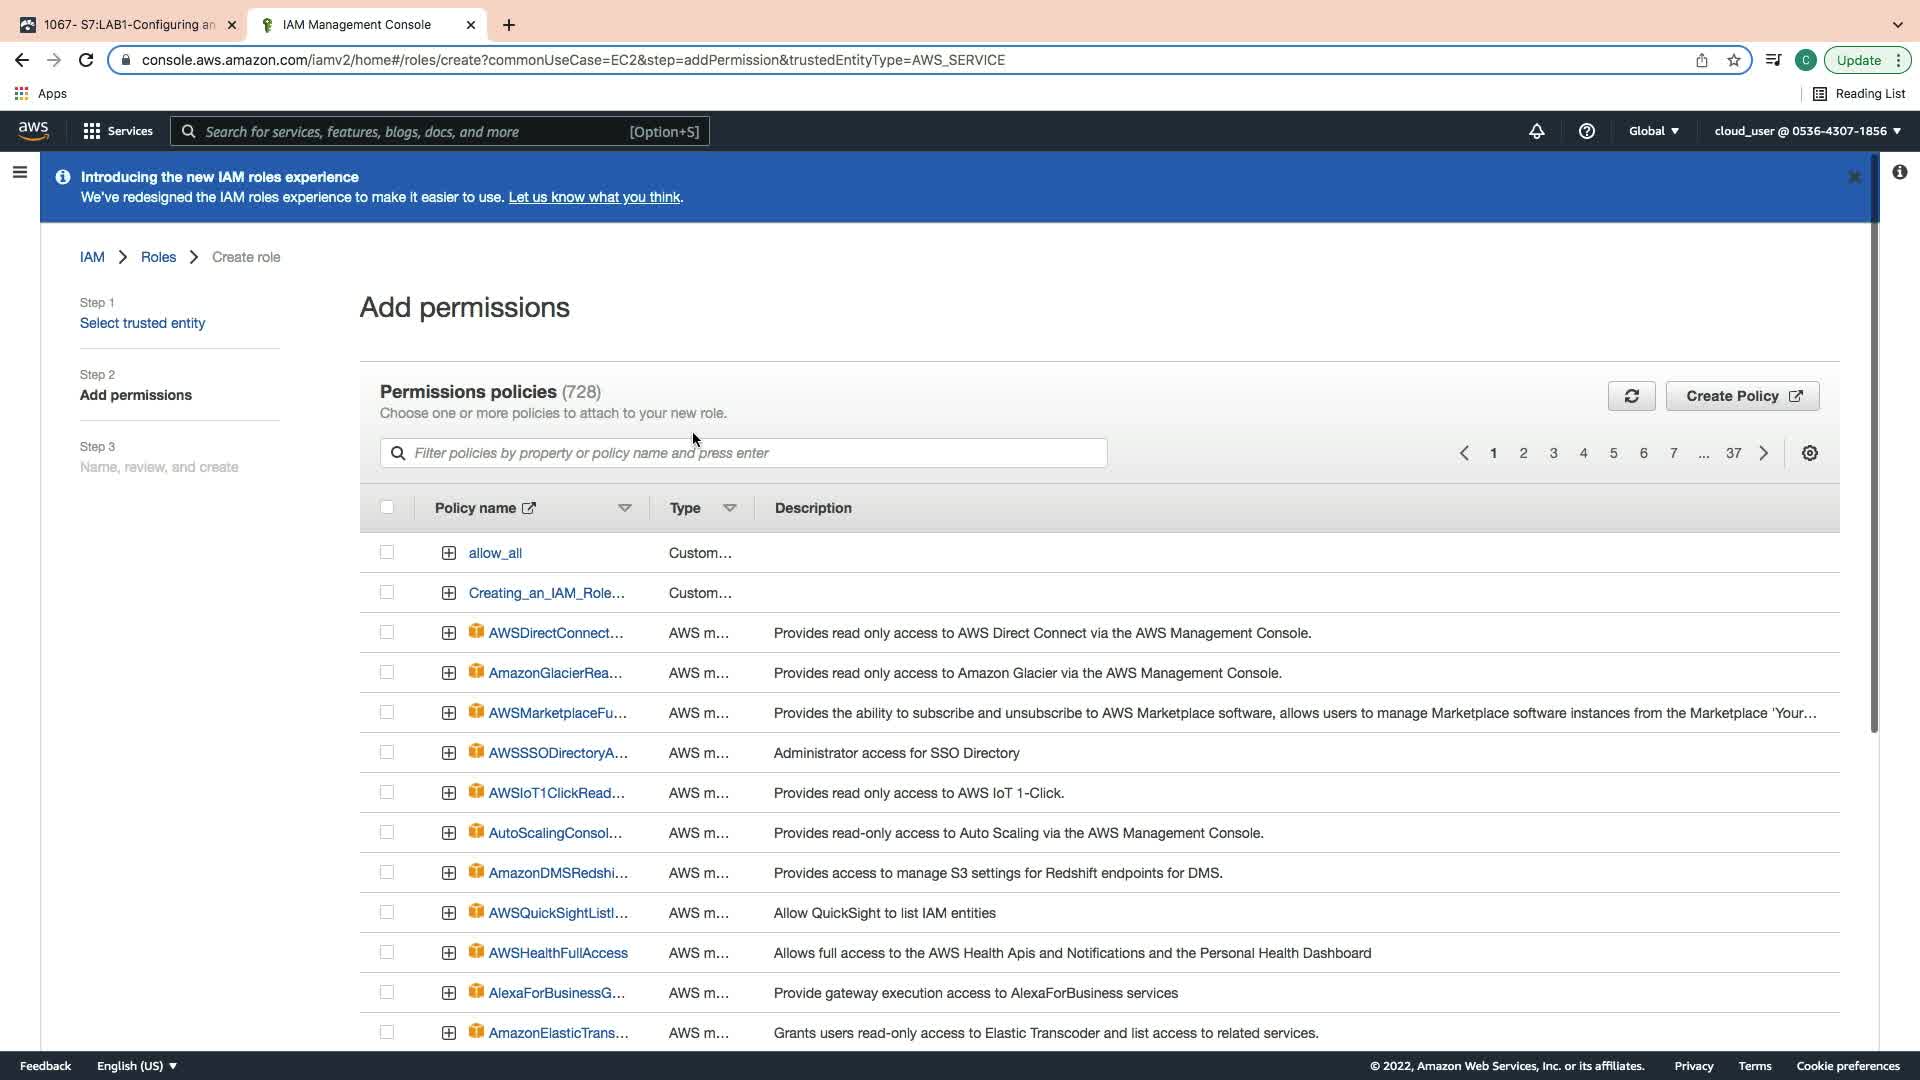 1067- S7:LAB1-Configuring an
IAM Management Console
console.aws.amazon.com/iamv2/home#/roles/create?commonUseCase=EC2&step=addPermission&trustedEntityType=AWS_SERVICE
C
Update
Apps
Reading List
aws
Services
Search for services, features, blogs, docs, and more
[Option+S]
Global
cloud_user @ 0536-4307-1856
Introducing the new IAM roles experience
We've redesigned the IAM roles experience to make it easier to use. Let us know what you think.
IAM
Roles
Create role
Step 1
Select trusted entity
Step 2
Add permissions
Step 3
Name, review, and create
Add permissions
Permissions policies (728)
Choose one or more policies to attach to your new role.
Create Policy
Filter policies by property or policy name and press enter
1 2 3 4 5 6 7 ... 37
Policy name Type Description
allow_all Custom...
Creating_an_IAM_Role... Custom...
AWSDirectConnect... AWS m... Provides read only access to AWS Direct Connect via the AWS Management Console.
AmazonGlacierRea... AWS m... Provides read only access to Amazon Glacier via the AWS Management Console.
AWSMarketplaceFu... AWS m... Provides the ability to subscribe and unsubscribe to AWS Marketplace software, allows users to manage Marketplace software instances from the Marketplace 'Your...
AWSSSODirectoryA... AWS m... Administrator access for SSO Directory
AWSIoT1ClickRead... AWS m... Provides read only access to AWS IoT 1-Click.
AutoScalingConsol... AWS m... Provides read-only access to Auto Scaling via the AWS Management Console.
AmazonDMSRedshi... AWS m... Provides access to manage S3 settings for Redshift endpoints for DMS.
AWSQuickSightListI... AWS m... Allow QuickSight to list IAM entities
AWSHealthFullAccess AWS m... Allows full access to the AWS Health Apis and Notifications and the Personal Health Dashboard
AlexaForBusinessG... AWS m... Provide gateway execution access to AlexaForBusiness services
AmazonElasticTrans... AWS m... Grants users read-only access to Elastic Transcoder and list access to related services.
Feedback
English (US)
© 2022, Amazon Web Services, Inc. or its affiliates.
Privacy
Terms
Cookie preferences